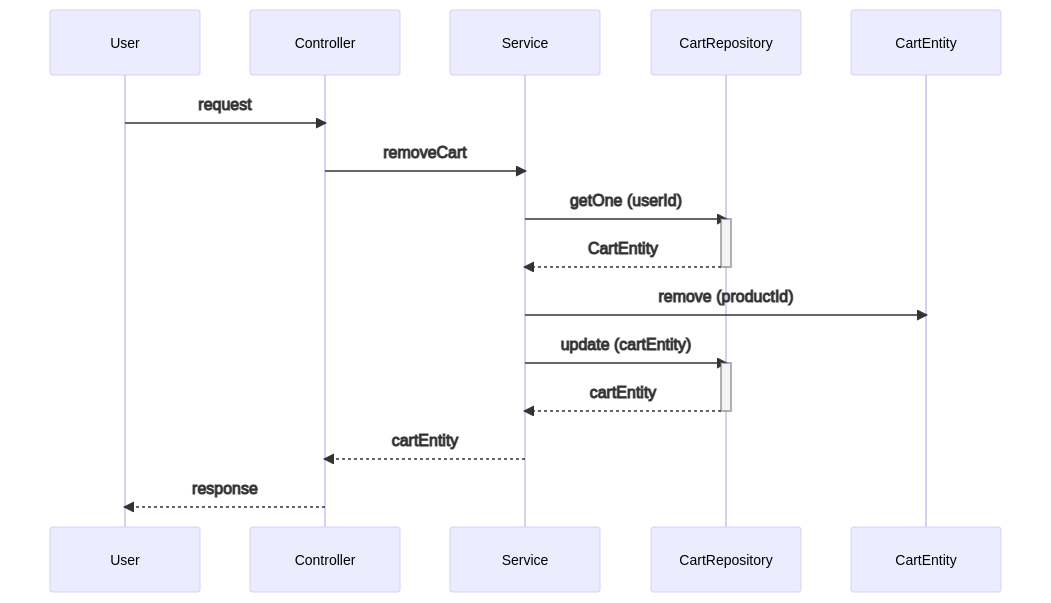 User
Controller
Service
CartRepository
CartEntity
request
removeCart
getOne (userId)
CartEntity
remove (productId)
update (cartEntity)
cartEntity
cartEntity
response
User
Controller
Service
CartRepository
CartEntity